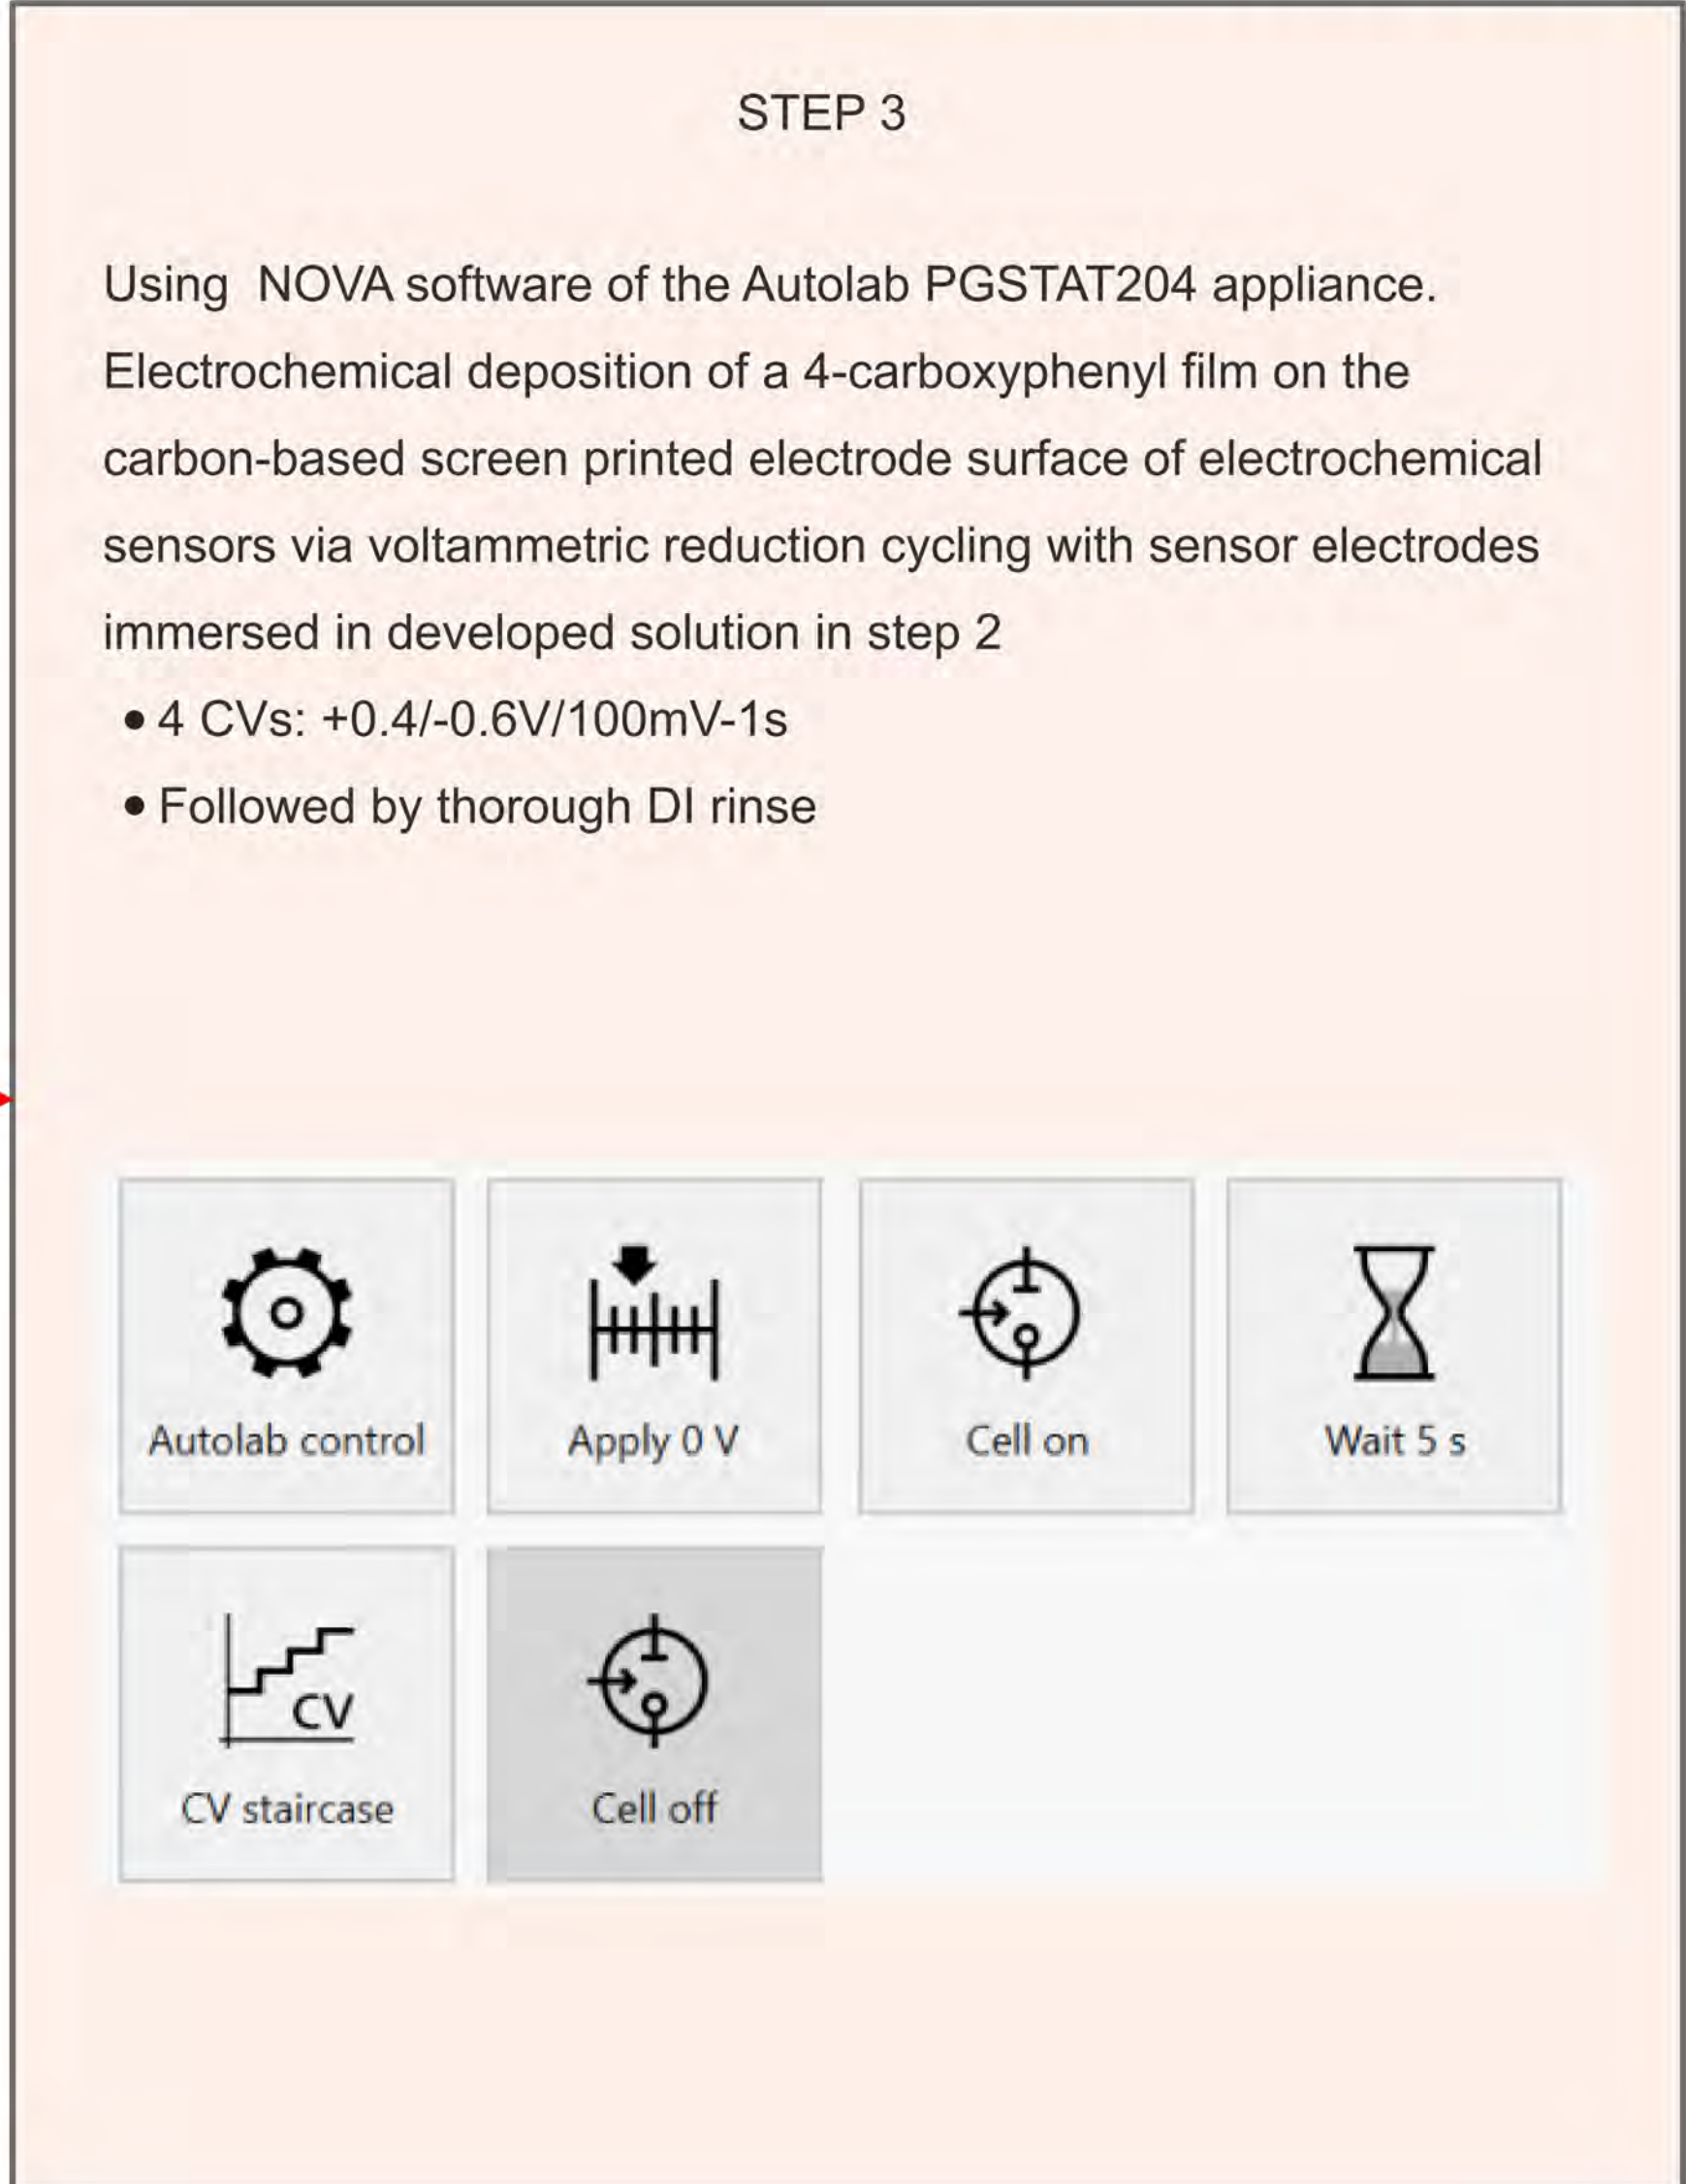 STEP 3
Using NOVA software of the Autolab PGSTAT204 appliance.
Electrochemical deposition of a 4-carboxyphenyl film on the
carbon-based screen printed electrode surface of electrochemical
sensors via voltammetric reduction cycling with sensor electrodes
immersed in developed solution in step 2
• 4 CVs: +0.4/-0.6V/100mV-1s
• Followed by thorough DI rinse
Autolab control
Apply 0 V
Cell on
Wait 5 s
CV
CV staircase
Cell off